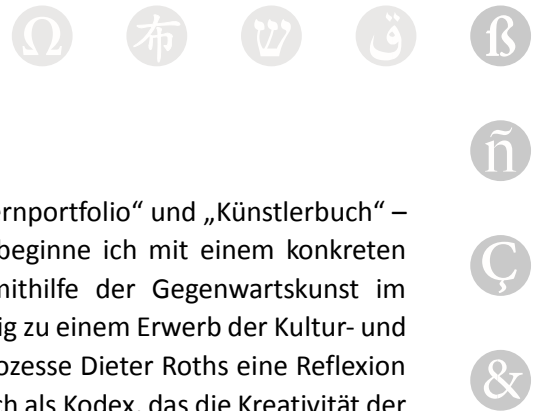 Ω 布 ש ق ß
ñ
Ç
&
ernportfolio“ und „Künstlerbuch“ –
beginne ich mit einem konkreten
mithilfe der Gegenwartskunst im
ig zu einem Erwerb der Kultur- und
ozesse Dieter Roths eine Reflexion
ch als Kodex, das die Kreativität der